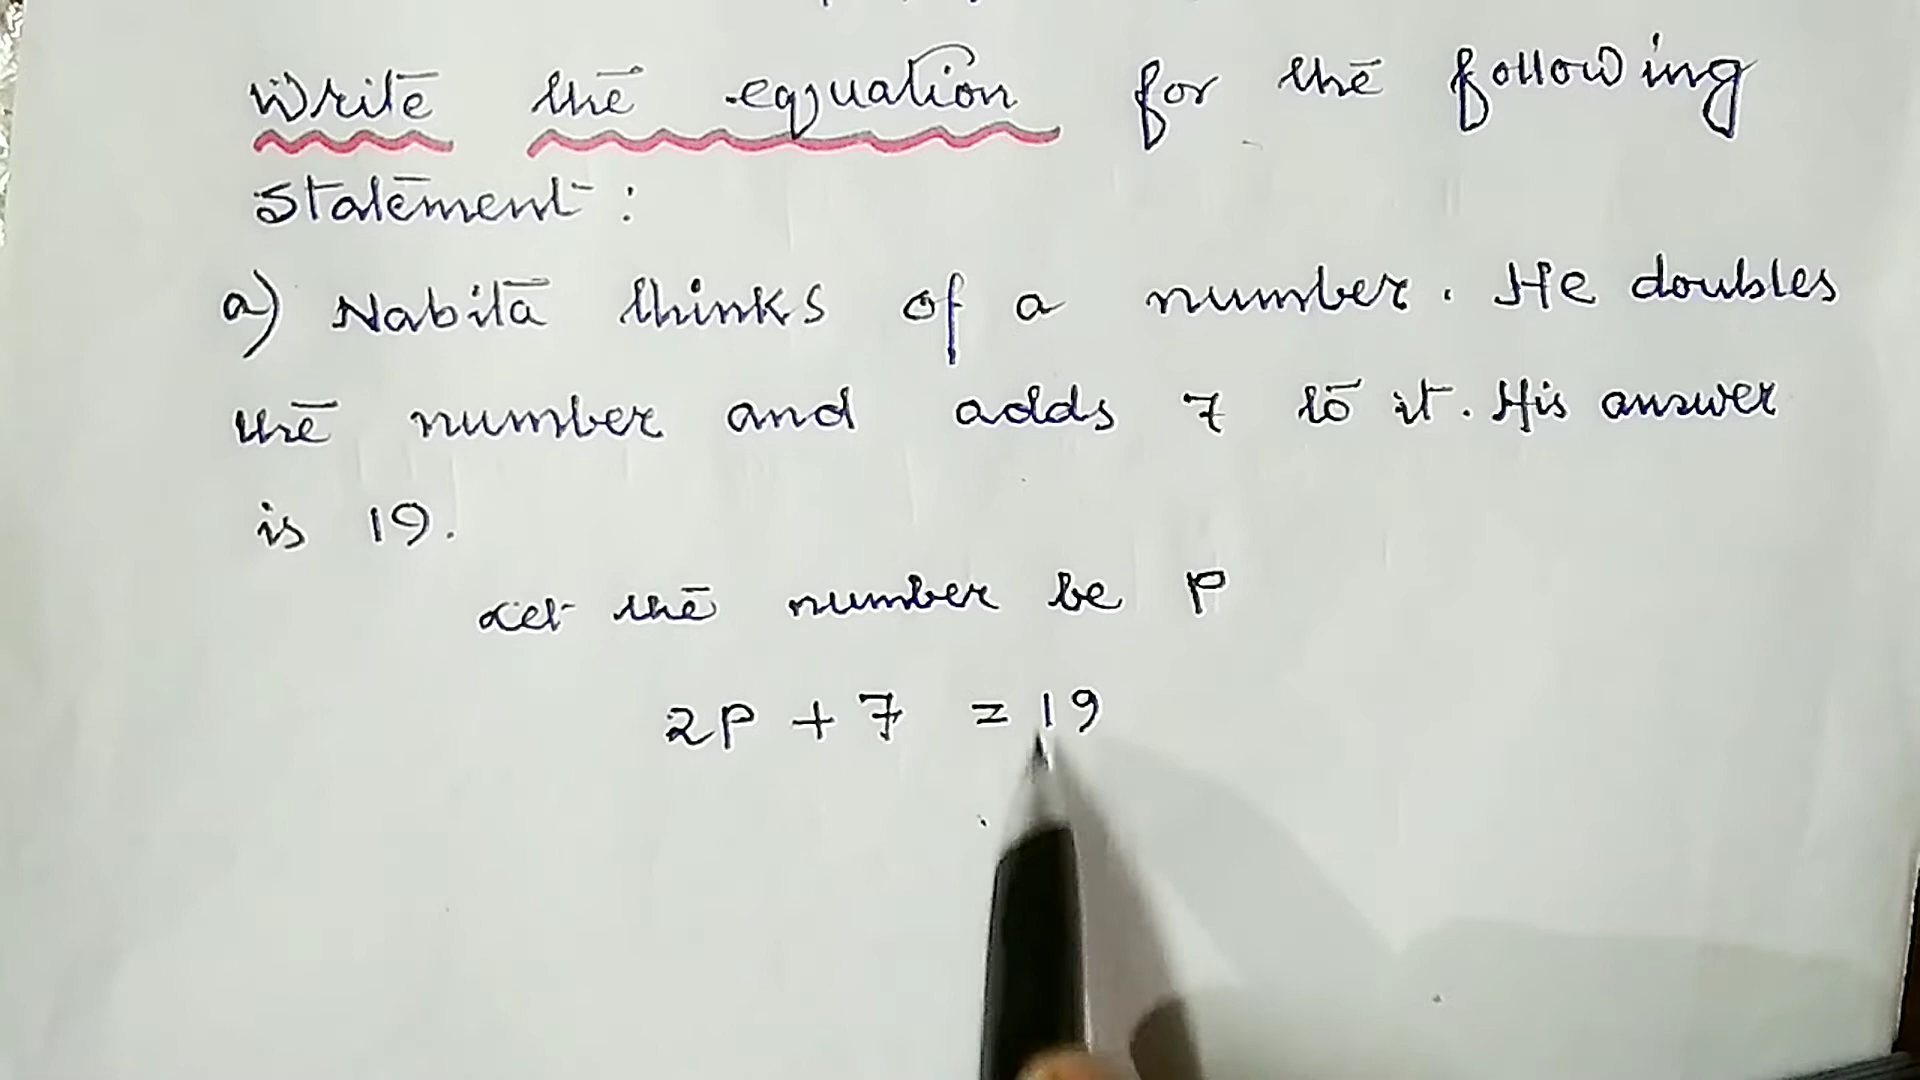 Write the equation for the following
statement :
a) Nabita thinks of a number. He doubles
the number and adds 7 to it. His answer
is 19.
Let the number be P
2P + 7 = 19